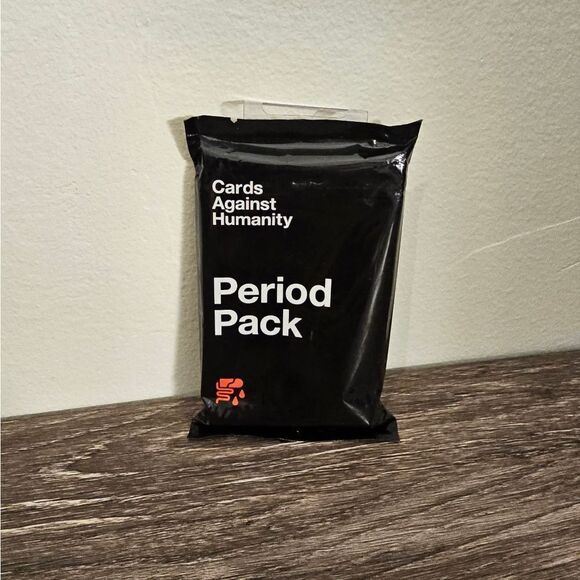 Cards
Against
Humanity
Period
Pack